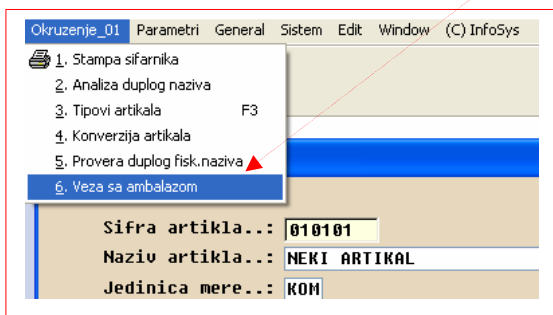 Okruzenje_01 Parametri General Sistem Edit Window (C) InfoSys
1. Stampa sifarnika
2. Analiza duplog naziva
3. Tipovi artikala F3
4. Konverzija artikala
5. Provera duplog fisk.naziva
6. Veza sa ambalazom
Sifra artikla..: 010101
Naziv artikla..: NEKI ARTIKAL
Jedinica mere..: KOM